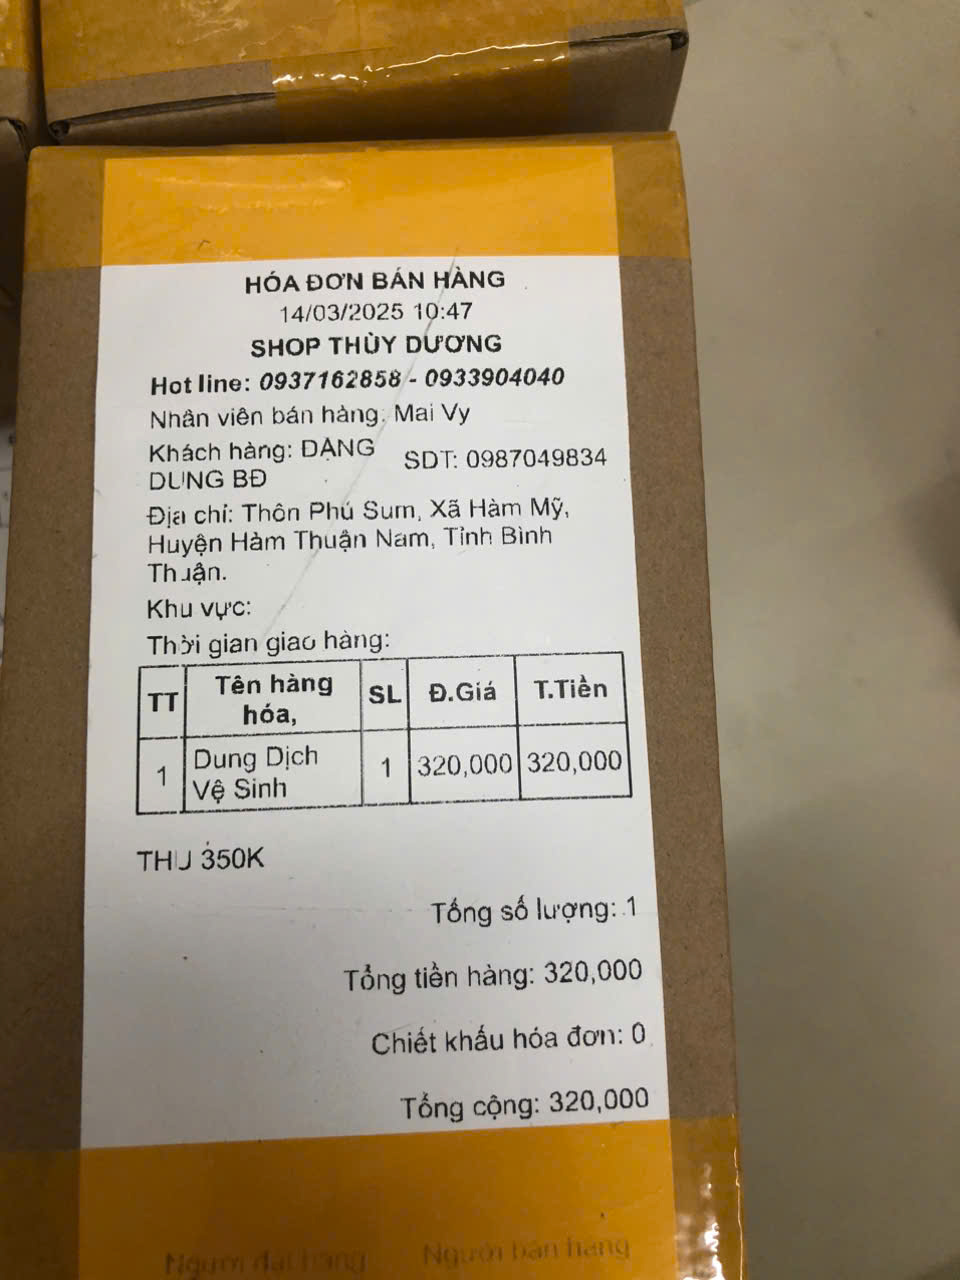 HÓA ĐƠN BÁN HÀNG
14/03/2025 10:47
SHOP THÙY DƯƠNG
Hot line: 0937162858 - 0933904040
Nhân viên bán hàng: Mai Vy
Khách hàng: DẠNG DUNG BĐ
SDT: 0987049834
Địa chỉ: Thôn Phú Sum, Xã Hàm Mỹ,
Huyện Hàm Thuận Nam, Tỉnh Bình
Thuận.
Khu vực:
Thời gian giao hàng:
TT Tên hàng hóa, SL Đ.Giá T.Tiền
1 Dung Dịch Vệ Sinh 1 320,000 320,000
THU 350K
Tổng số lượng: 1
Tổng tiền hàng: 320,000
Chiết khấu hóa đơn: 0
Tổng cộng: 320,000
Người đặt hàng Người bán hàng